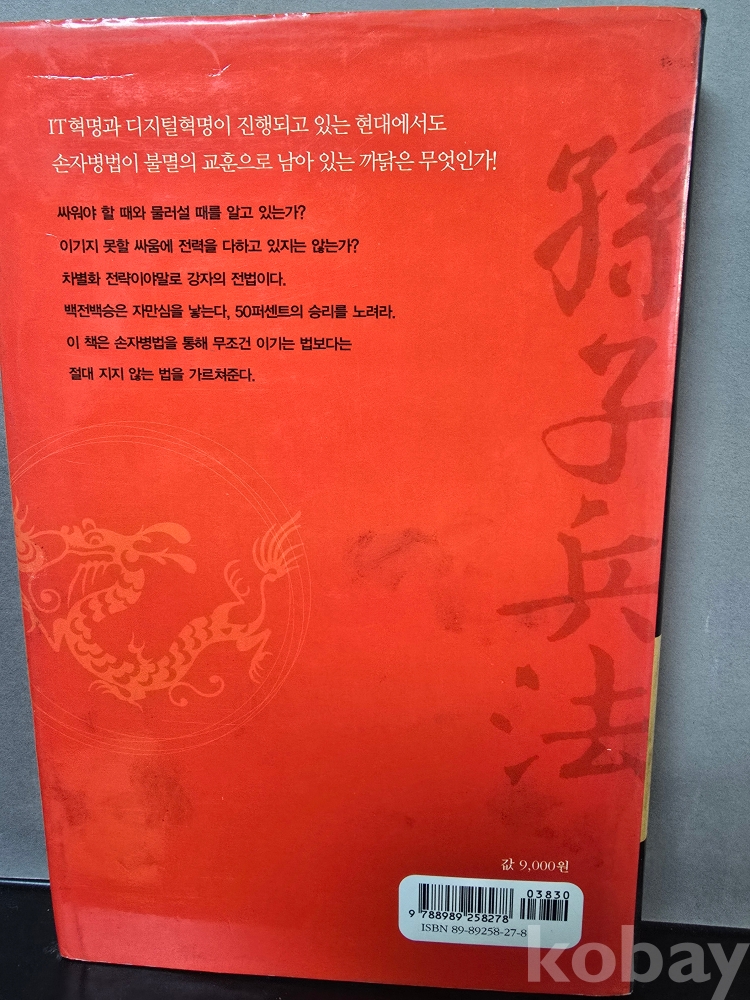 IT혁명과 디지털혁명이 진행되고 있는 현대에서도
손자병법이 불멸의 교훈으로 남아 있는 까닭은 무엇인가!
싸워야 할 때와 물러설 때를 알고 있는가?
이기지 못할 싸움에 전력을 다하고 있지는 않는가?
차별화 전략이야말로 강자의 전법이다.
백전백승은 자만심을 낳는다, 50퍼센트의 승리를 노려라.
이 책은 손자병법을 통해 무조건 이기는 법보다는
절대 지지 않는 법을 가르쳐준다.
孫子兵法
값 9,000원
03830
9 788989 258278
ISBN 89-89258-27-8
kobay